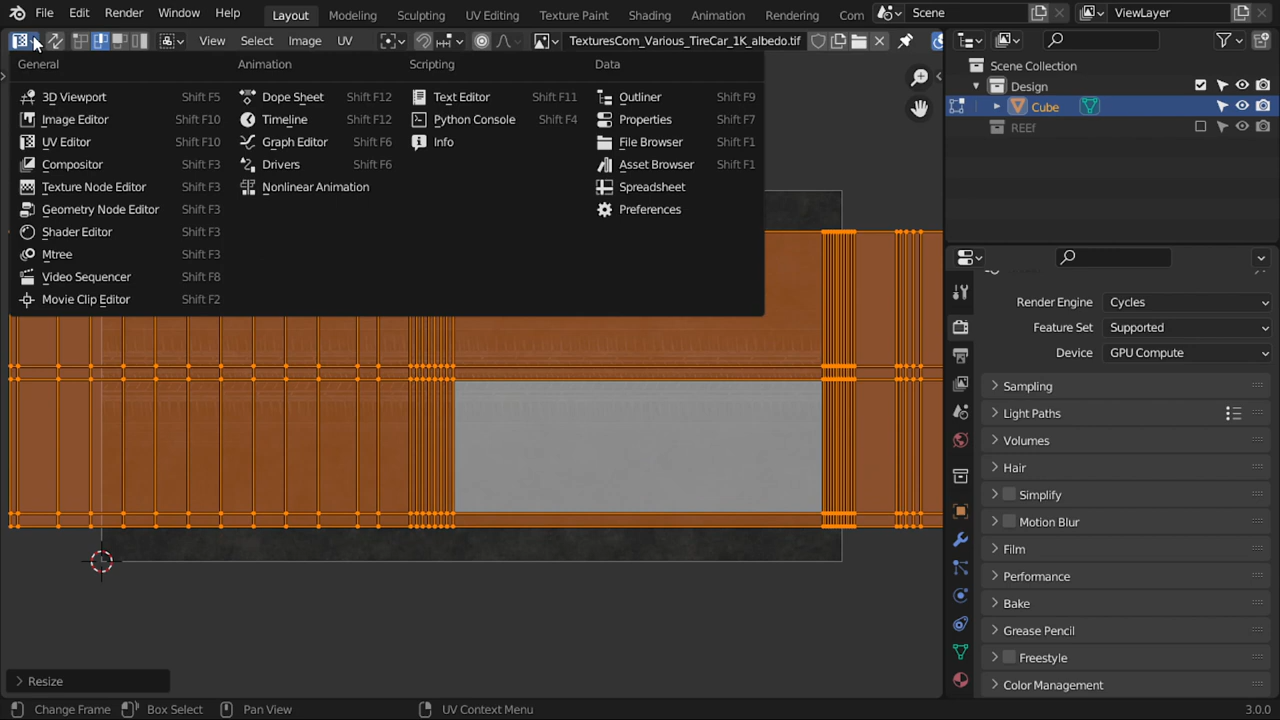 File Edit Render Window Help Layout Modeling Sculpting UV Editing Texture Paint Shading Animation Rendering Com Scene ViewLayer
View Select Image UV TexturesCom_Various_TireCar_1K_albedo.tif
General Animation Scripting Data
3D Viewport Shift F5 Dope Sheet Shift F12 Text Editor Shift F11 Outliner Shift F9
Image Editor Shift F10 Timeline Shift F12 Python Console Shift F4 Properties Shift F7
UV Editor Shift F10 Graph Editor Shift F6 Info File Browser Shift F1
Compositor Shift F3 Drivers Shift F6 Asset Browser Shift F1
Texture Node Editor Shift F3 Nonlinear Animation Spreadsheet
Geometry Node Editor Shift F3 Preferences
Shader Editor Shift F3
Mtree Shift F3
Video Sequencer Shift F8
Movie Clip Editor Shift F2
Scene Collection
Design
Cube
REEf
Render Engine Cycles
Feature Set Supported
Device GPU Compute
Sampling
Light Paths
Volumes
Hair
Simplify
Motion Blur
Film
Performance
Bake
Grease Pencil
Freestyle
Color Management
Resize
Change Frame Box Select Pan View UV Context Menu 3.0.0